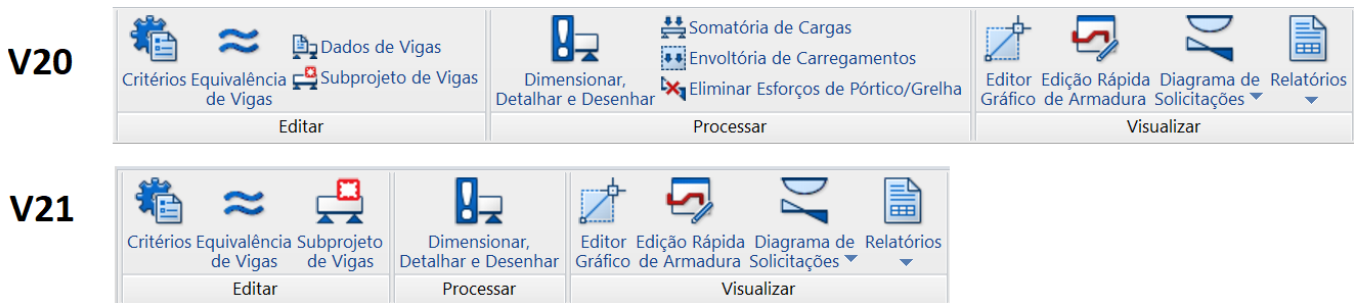 V20
Critérios
Equivalência
de Vigas
Dados de Vigas
Subprojeto de Vigas
Editar
Dimensionar,
Detalhar e Desenhar
Somatória de Cargas
Envoltória de Carregamentos
Eliminar Esforços de Pórtico/Grelha
Processar
Editor
Gráfico
Edição Rápida
de Armadura
Diagrama de
Solicitações
Relatórios
Visualizar
V21
Critérios
Equivalência
de Vigas
Subprojeto
de Vigas
Editar
Dimensionar,
Detalhar e Desenhar
Processar
Editor
Gráfico
Edição Rápida
de Armadura
Diagrama de
Solicitações
Relatórios
Visualizar